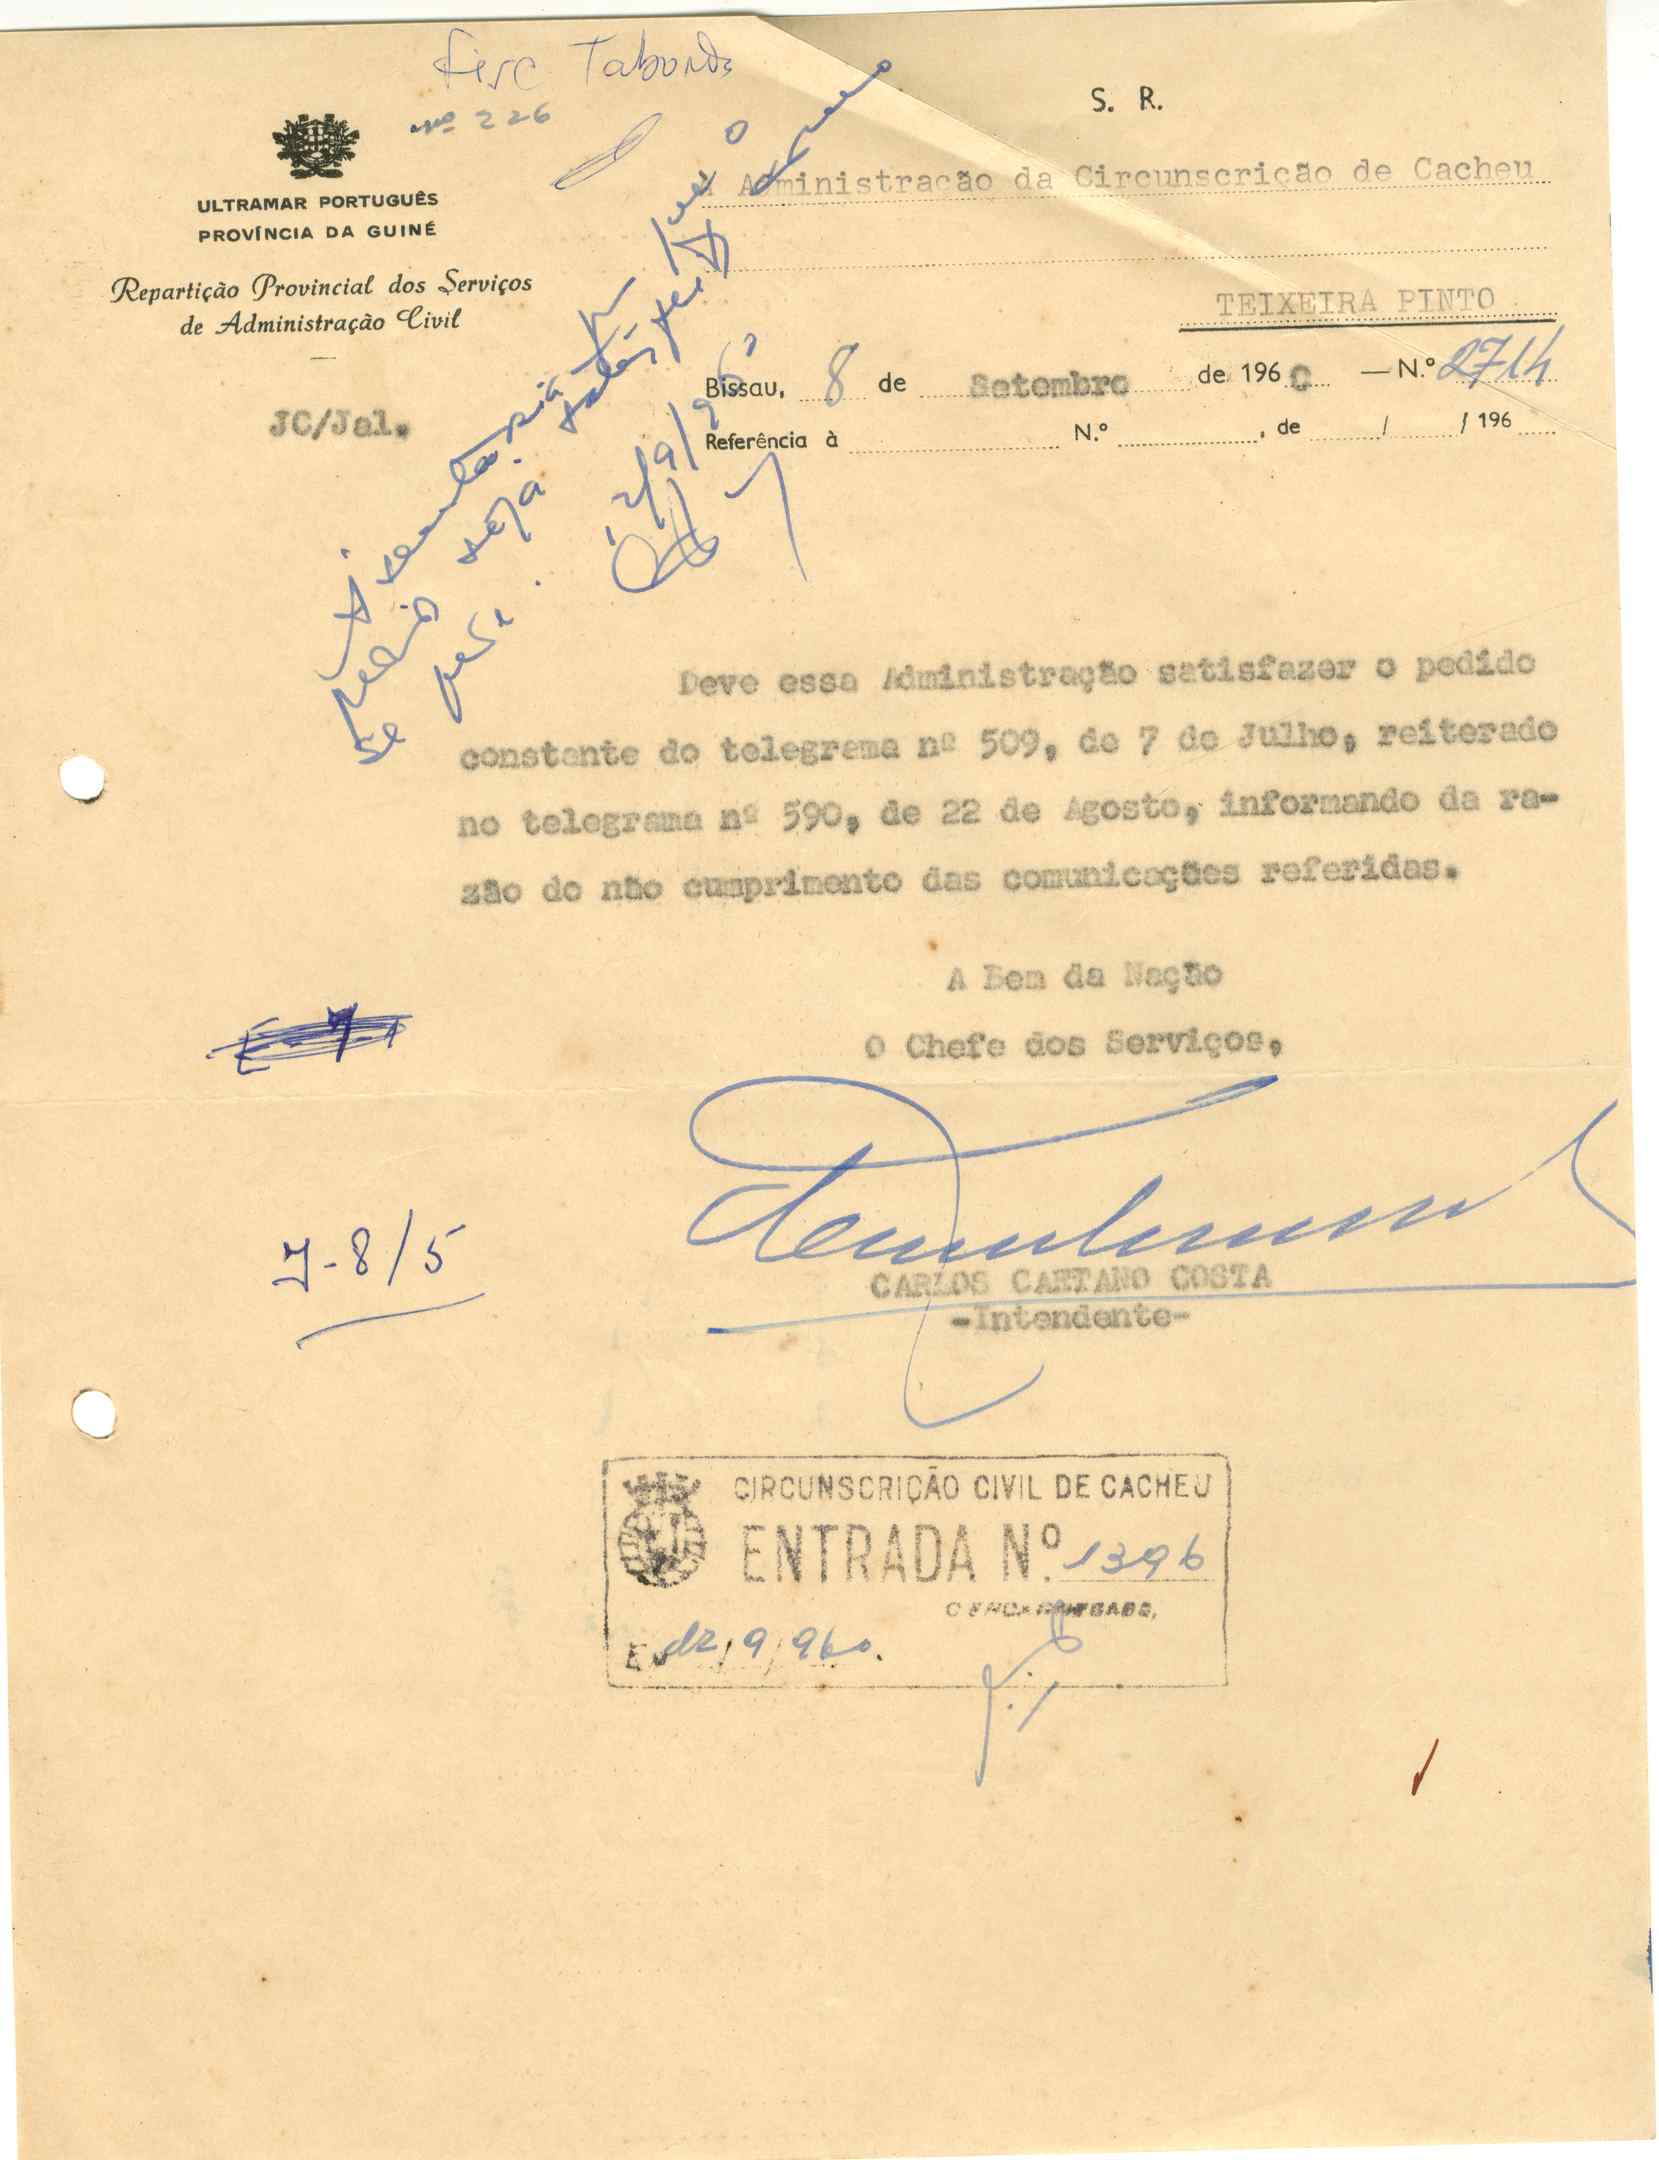 Fisc Taborda
nº 226
S. R.
ULTRAMAR PORTUGUÊS
PROVÍNCIA DA GUINÉ
Repartição Provincial dos Serviços
de Administração Civil
Administração da Circunscrição de Cacheu
TEIXEIRA PINTO
Bissau, 8 de Setembro de 1960 — N.º 2714
JC/Jal.
Referência à N.º , de / / 196
Deve essa Administração satisfazer o pedido
constante do telegrama nº 509, de 7 de Julho, reiterado
no telegrama nº 590, de 22 de Agosto, informando da ra-
zão do não cumprimento das comunicações referidas.
A Bem da Nação
O Chefe dos Serviços,
J-8/5
CARLOS CAETANO COSTA
-Intendente-
CIRCUNSCRIÇÃO CIVIL DE CACHEU
ENTRADA N.º 1396
O ENCARREGADO,
Em 12/9/960.